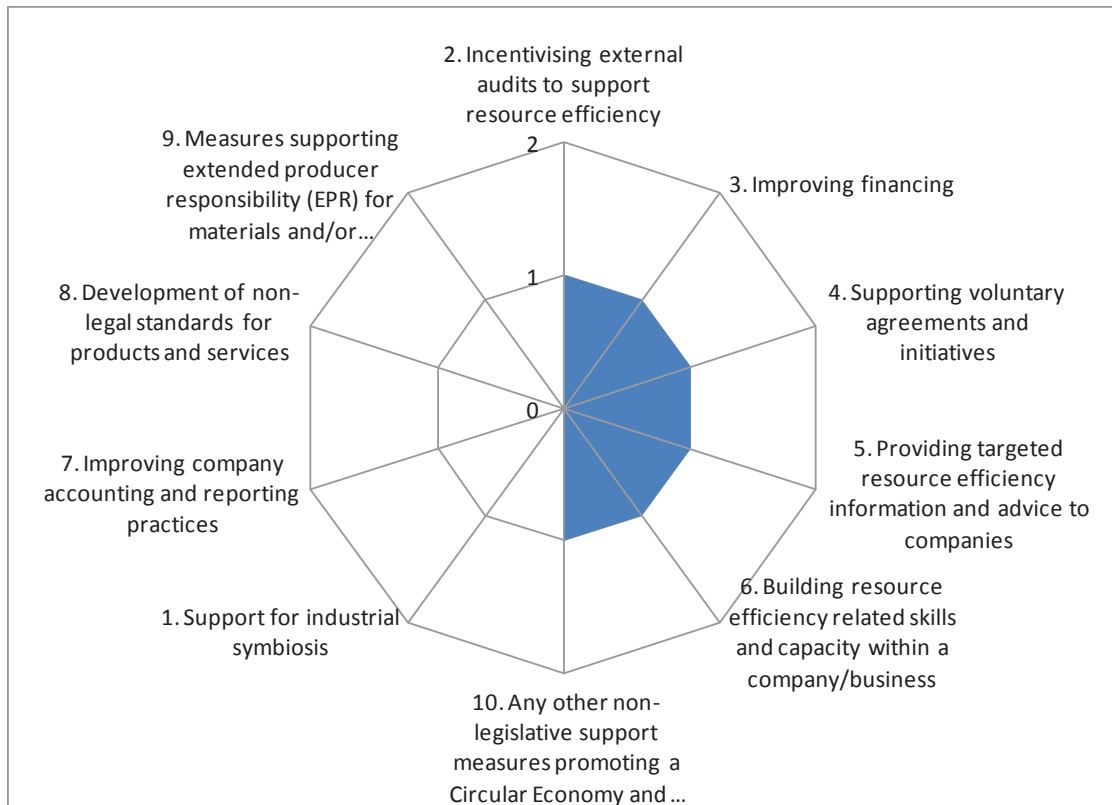 2. Incentivising external
audits to support
resource efficiency
3. Improving financing
4. Supporting voluntary
agreements and
initiatives
5. Providing targeted
resource efficiency
information and advice to
companies
6. Building resource
efficiency related skills
and capacity within a
company/business
10. Any other non-
legislative support
measures promoting a
Circular Economy and ...
1. Support for industrial
symbiosis
7. Improving company
accounting and reporting
practices
8. Development of non-
legal standards for
products and services
9. Measures supporting
extended producer
responsibility (EPR) for
materials and/or...
2
1
0